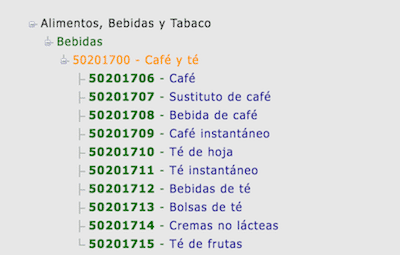 Alimentos, Bebidas y Tabaco
Bebidas
50201700 - Café y té
50201706 - Café
50201707 - Sustituto de café
50201708 - Bebida de café
50201709 - Café instantáneo
50201710 - Té de hoja
50201711 - Té instantáneo
50201712 - Bebidas de té
50201713 - Bolsas de té
50201714 - Cremas no lácteas
50201715 - Té de frutas